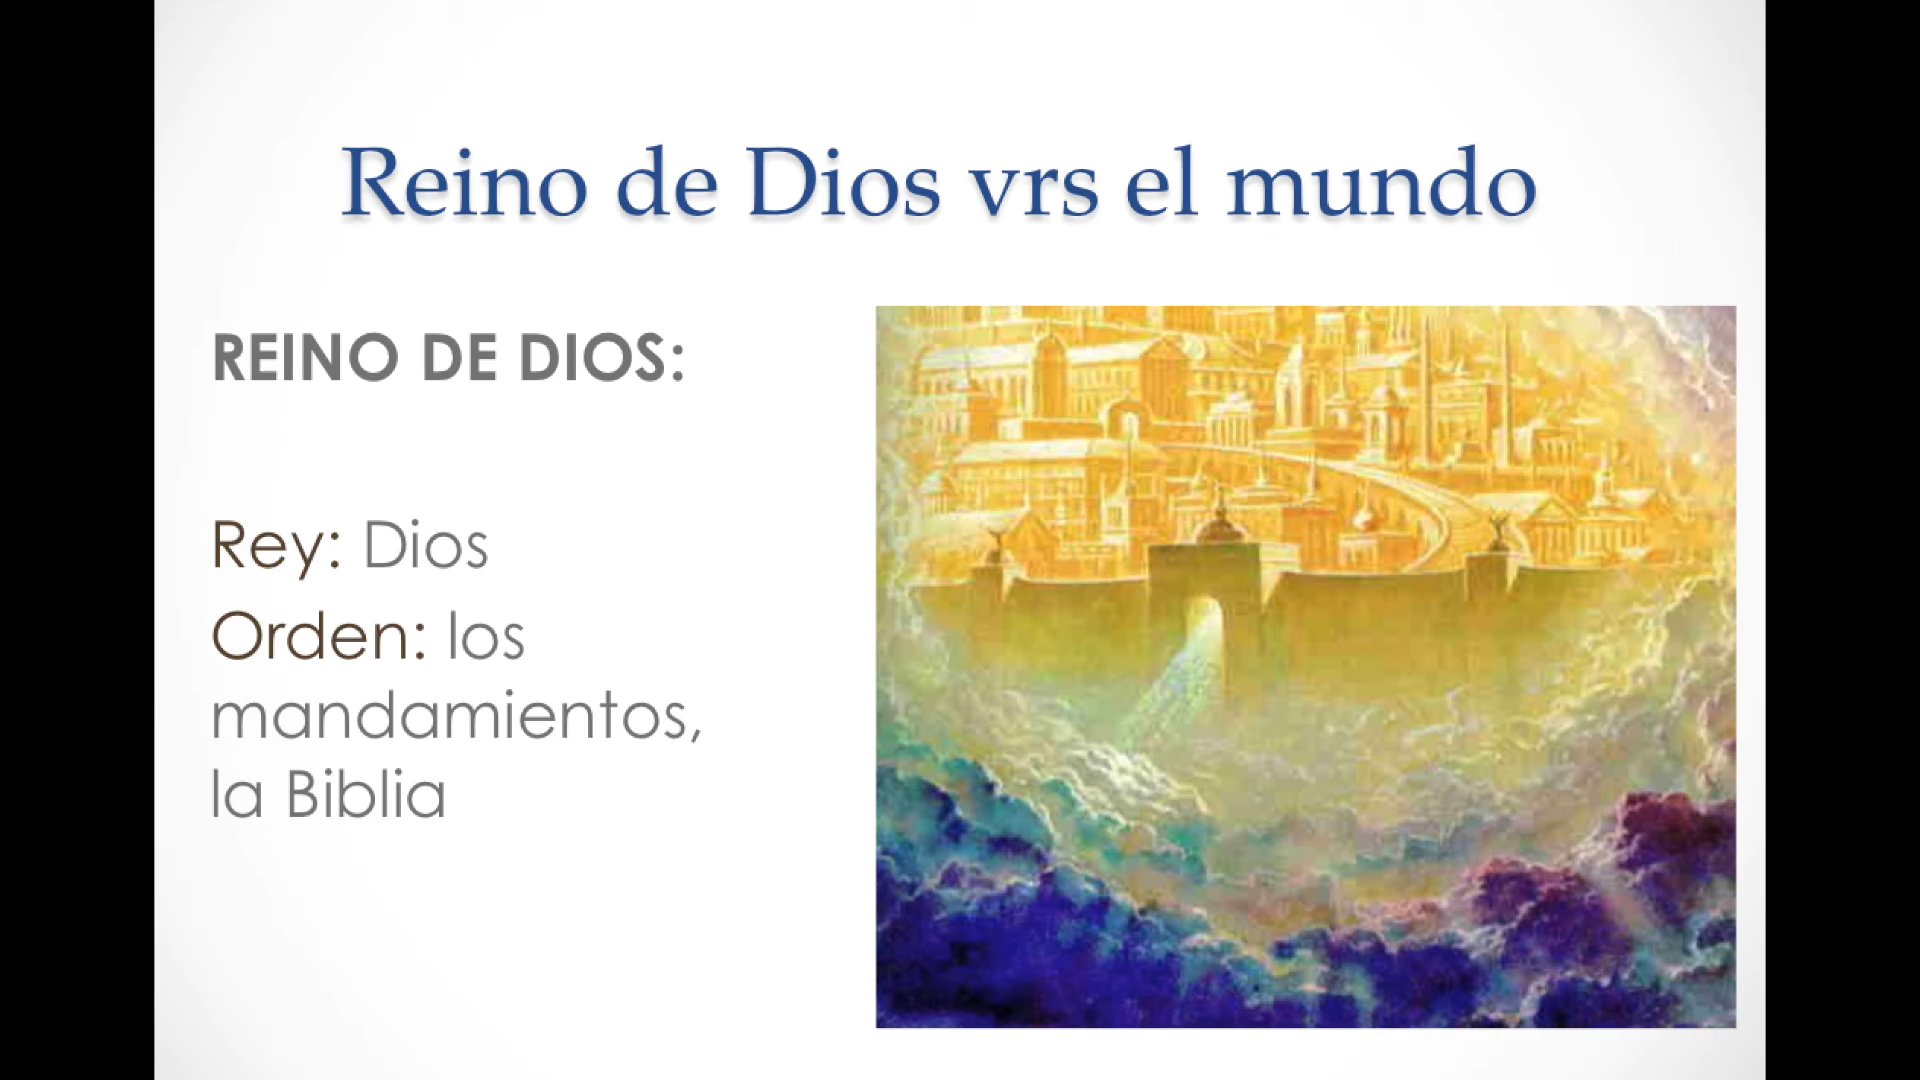 Reino de Dios vrs el mundo
REINO DE DIOS:
Rey: Dios
Orden: los
mandamientos,
la Biblia